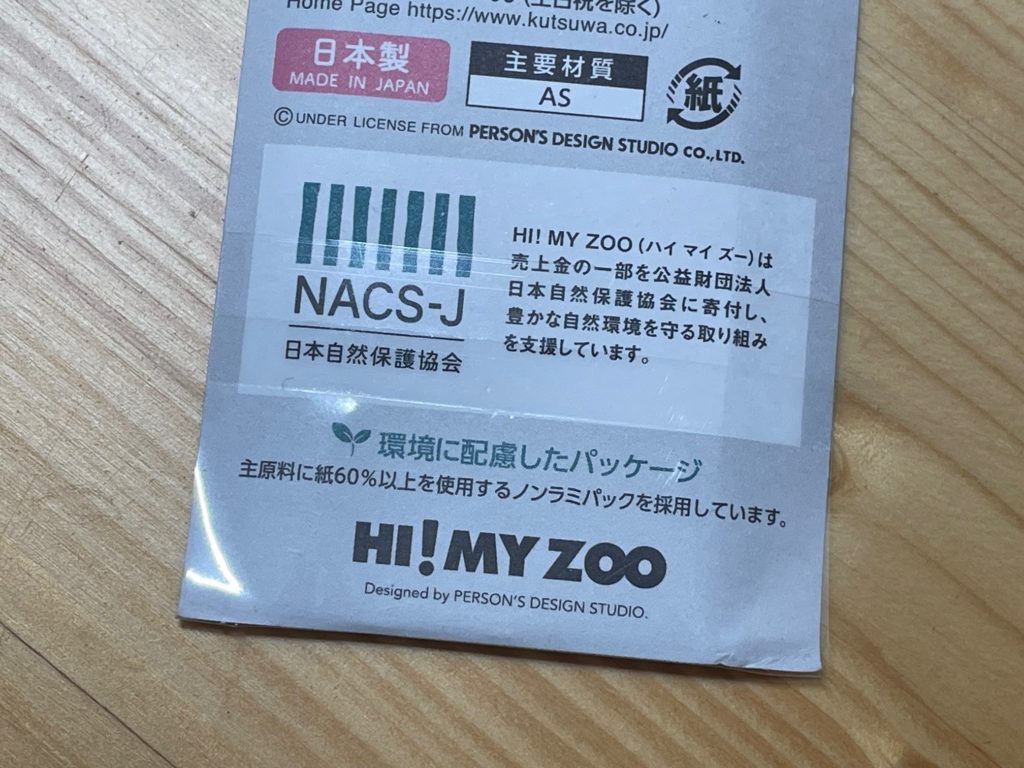 (土日祝を除く)
Home Page https://www.kutsuwa.co.jp/
日本製
MADE IN JAPAN
主要材質
AS
紙
©UNDER LICENSE FROM PERSON'S DESIGN STUDIO CO.,LTD.
NACS-J
日本自然保護協会
HI! MY ZOO(ハイ マイ ズー)は
売上金の一部を公益財団法人
日本自然保護協会に寄付し、
豊かな自然環境を守る取り組み
を支援しています。
環境に配慮したパッケージ
主原料に紙60%以上を使用するノンラミパックを採用しています。
HI! MY ZOO
Designed by PERSON'S DESIGN STUDIO.